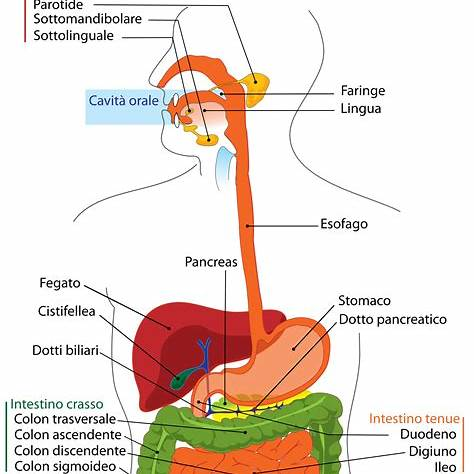 Parotide
Sottomandibolare
Sottolinguale
Cavità orale
Faringe
Lingua
Esofago
Pancreas
Fegato
Cistifellea
Stomaco
Dotto pancreatico
Dotti biliari
Intestino crasso
Colon trasversale
Colon ascendente
Colon discendente
Colon sigmoideo
Intestino tenue
Duodeno
Digiuno
Ileo